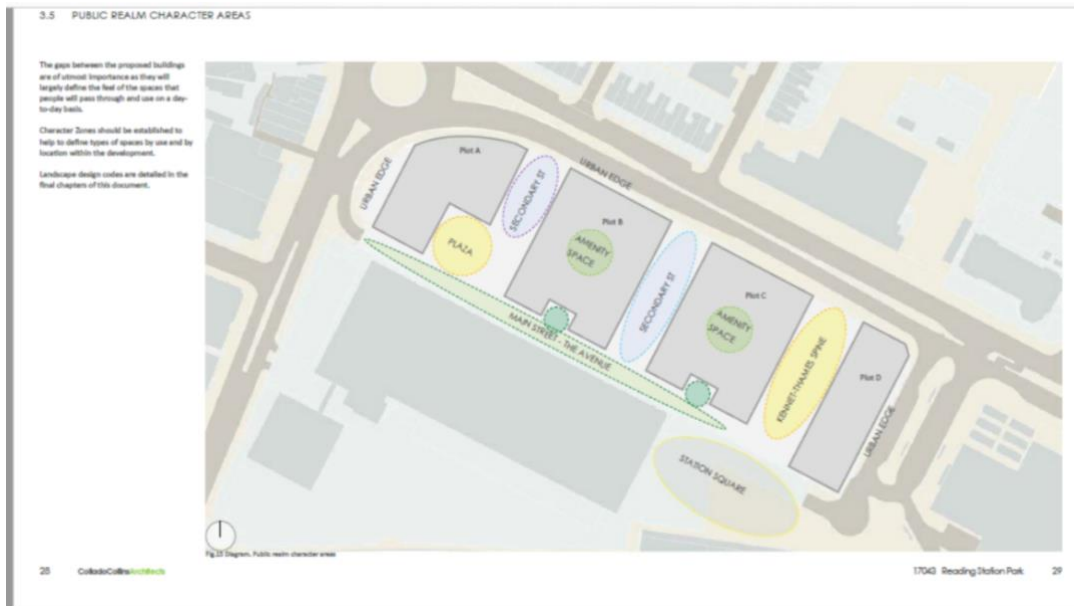 3.5 PUBLIC REALM CHARACTER AREAS
The gaps between the proposed buildings
are of utmost importance as they will
largely define the feel of the spaces that
people will pass through and use on a day-
to-day basis.
Character Zones should be established to
help to define types of spaces by use and by
location within the development.
Landscape design codes are detailed in the
final chapters of this document.
Plot A
URBAN EDGE
SECONDARY ST
URBAN EDGE
PLAZA
Plot B
AMENITY
SPACE
SECONDARY ST
MAIN STREET - THE AVENUE
Plot C
AMENITY
SPACE
KENNET-THAMES SPINE
Plot D
URBAN EDGE
STATION SQUARE
Fig.23 Diagram. Public realm character areas
28 ColladoCollinsArchitects
17043 Reading Station Park 29